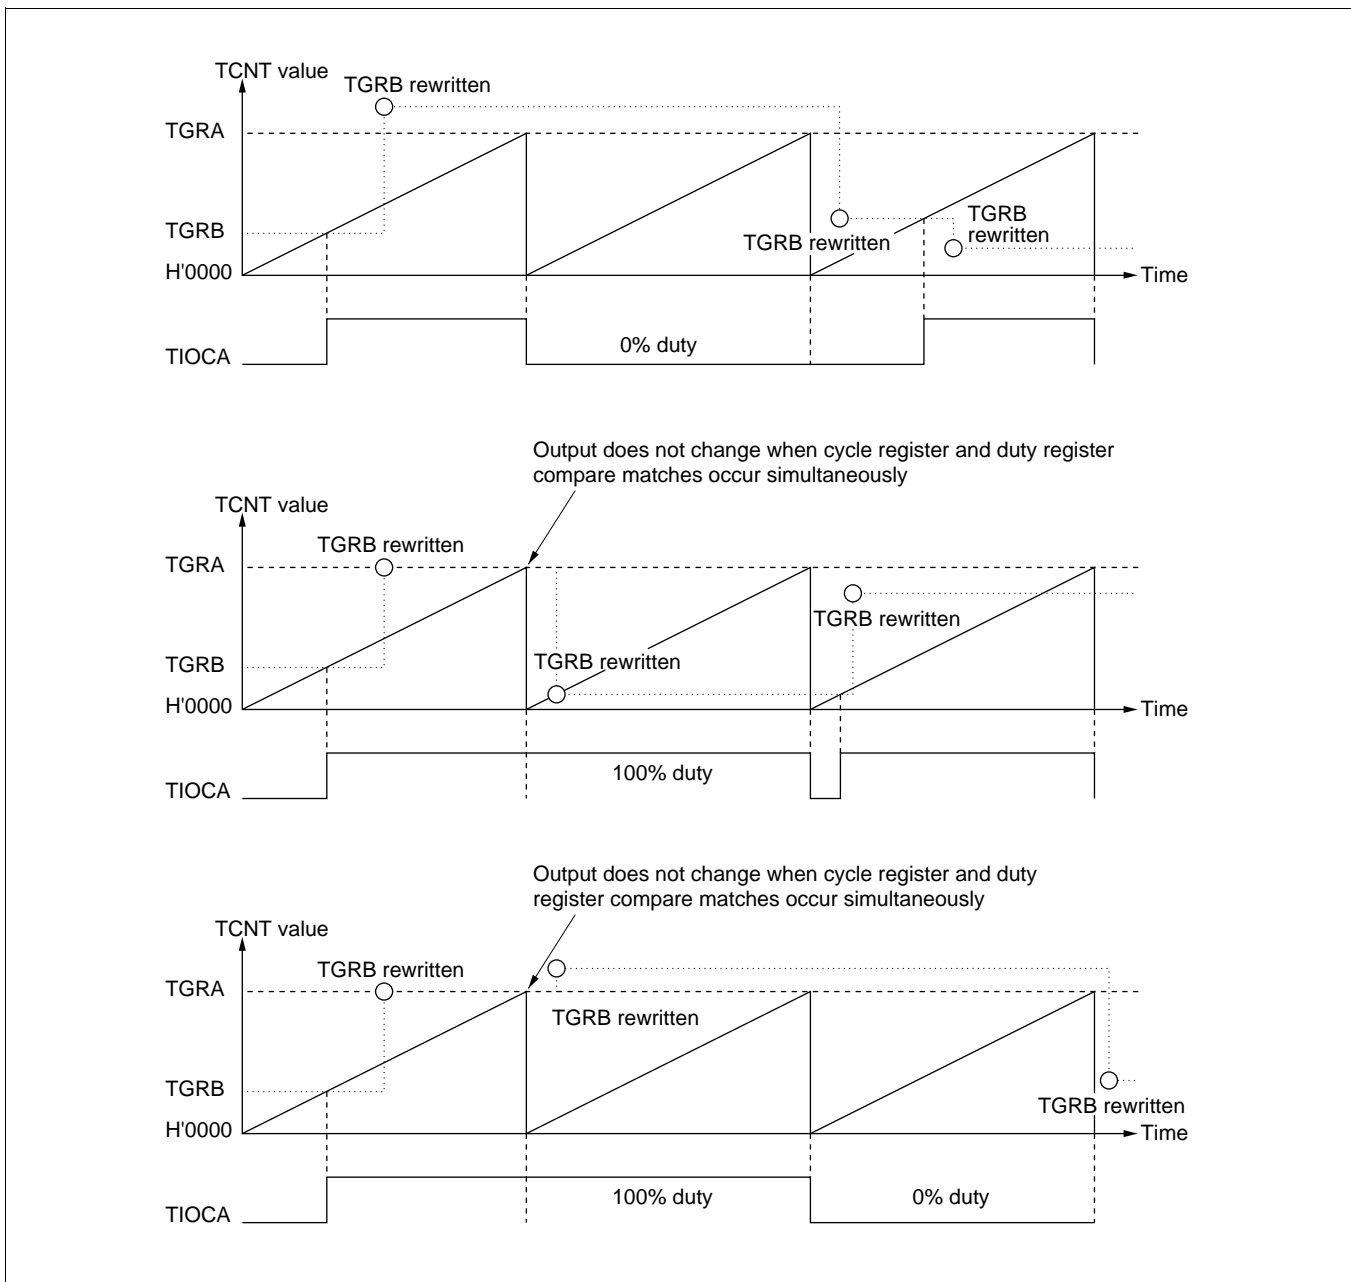 TCNT value
TGRB rewritten
TGRA
TGRB
TGRB
rewritten
TGRB rewritten
H'0000
Time
0% duty
TIOCA
Output does not change when cycle register and duty register
compare matches occur simultaneously
TCNT value
TGRB rewritten
TGRA
TGRB rewritten
TGRB
TGRB rewritten
H'0000
Time
100% duty
TIOCA
Output does not change when cycle register and duty
register compare matches occur simultaneously
TCNT value
TGRB rewritten
TGRA
TGRB rewritten
TGRB
TGRB rewritten
H'0000
Time
100% duty
0% duty
TIOCA